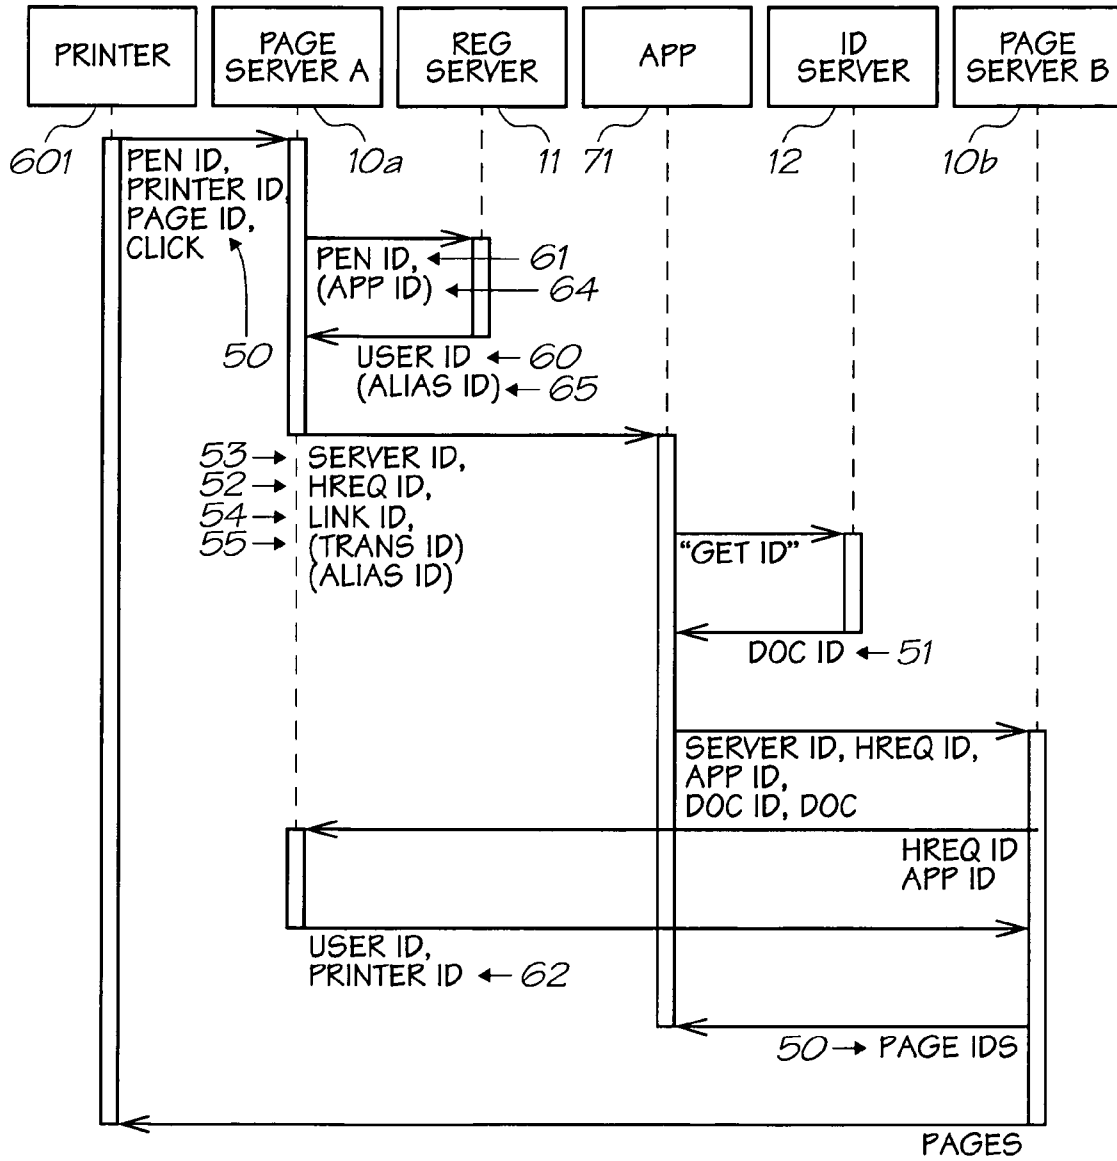 PRINTER
PAGE
SERVER A
REG
SERVER
APP
ID
SERVER
PAGE
SERVER B
601
10a
11
71
12
10b
PEN ID,
PRINTER ID,
PAGE ID,
CLICK
50
PEN ID, 61
(APP ID) 64
USER ID 60
(ALIAS ID) 65
53 SERVER ID,
52 HREQ ID,
54 LINK ID,
55 (TRANS ID)
(ALIAS ID)
“GET ID”
DOC ID 51
SERVER ID, HREQ ID,
APP ID,
DOC ID, DOC
HREQ ID
APP ID
USER ID,
PRINTER ID 62
50 PAGE IDS
PAGES